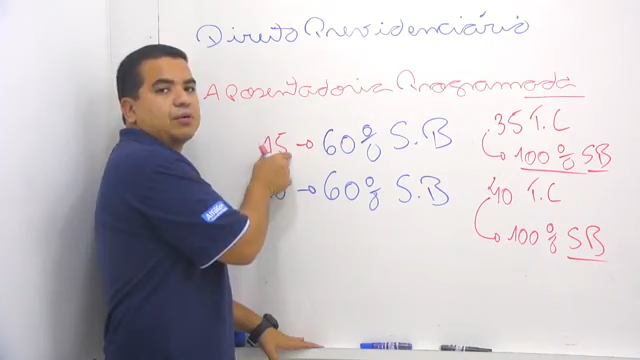 Direito Previdenciário
Aposentadoria Programada
15 → 60% S.B
→ 60% S.B
35 T.C
→ 100% SB
40 T.C
→ 100% SB